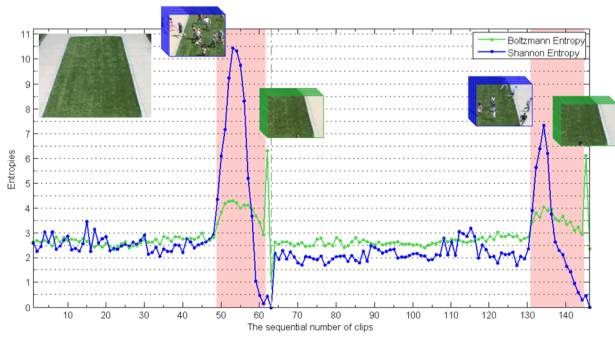 Boltzmann Entropy
Shannon Entropy
11
10
9
8
7
6
5
4
3
2
1
0
Entropies
10 20 30 40 50 60 70 80 90 100 110 120 130 140
The sequential number of clips